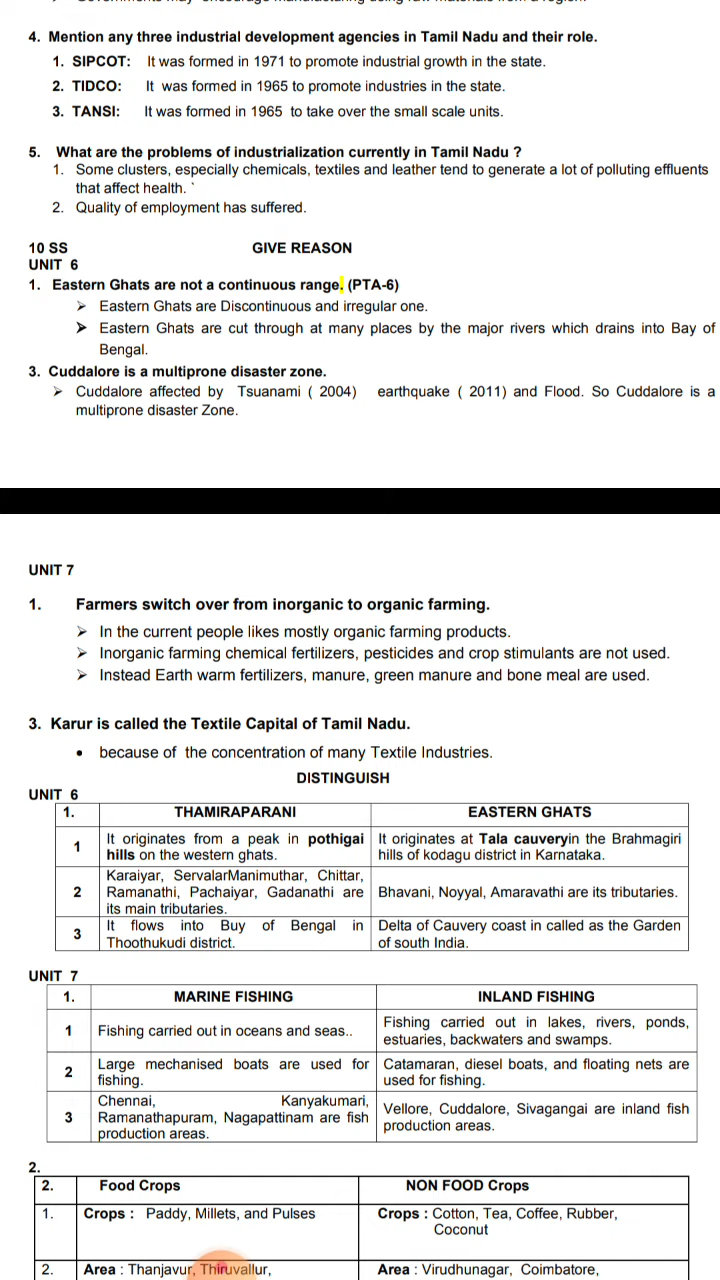 4. Mention any three industrial development agencies in Tamil Nadu and their role.
1. SIPCOT: It was formed in 1971 to promote industrial growth in the state.
2. TIDCO: It was formed in 1965 to promote industries in the state.
3. TANSI: It was formed in 1965 to take over the small scale units.
5. What are the problems of industrialization currently in Tamil Nadu ?
1. Some clusters, especially chemicals, textiles and leather tend to generate a lot of polluting effluents
that affect health. `
2. Quality of employment has suffered.
10 SS GIVE REASON
UNIT 6
1. Eastern Ghats are not a continuous range. (PTA-6)
➢ Eastern Ghats are Discontinuous and irregular one.
➢ Eastern Ghats are cut through at many places by the major rivers which drains into Bay of
Bengal.
3. Cuddalore is a multiprone disaster zone.
➢ Cuddalore affected by Tsuanami ( 2004) earthquake ( 2011) and Flood. So Cuddalore is a
multiprone disaster Zone.
UNIT 7
1. Farmers switch over from inorganic to organic farming.
➢ In the current people likes mostly organic farming products.
➢ Inorganic farming chemical fertilizers, pesticides and crop stimulants are not used.
➢ Instead Earth warm fertilizers, manure, green manure and bone meal are used.
3. Karur is called the Textile Capital of Tamil Nadu.
• because of the concentration of many Textile Industries.
DISTINGUISH
UNIT 6
1. THAMIRAPARANI EASTERN GHATS
1 It originates from a peak in pothigai It originates at Tala cauveryin the Brahmagiri
hills on the western ghats. hills of kodagu district in Karnataka.
Karaiyar, ServalarManimuthar, Chittar,
2 Ramanathi, Pachaiyar, Gadanathi are Bhavani, Noyyal, Amaravathi are its tributaries.
its main tributaries.
3 It flows into Buy of Bengal in Delta of Cauvery coast in called as the Garden
Thoothukudi district. of south India.
UNIT 7
1. MARINE FISHING INLAND FISHING
1 Fishing carried out in oceans and seas.. Fishing carried out in lakes, rivers, ponds,
estuaries, backwaters and swamps.
2 Large mechanised boats are used for Catamaran, diesel boats, and floating nets are
fishing. used for fishing.
Chennai, Kanyakumari,
3 Ramanathapuram, Nagapattinam are fish Vellore, Cuddalore, Sivagangai are inland fish
production areas. production areas.
2.
2. Food Crops NON FOOD Crops
1. Crops : Paddy, Millets, and Pulses Crops : Cotton, Tea, Coffee, Rubber,
Coconut
2. Area : Thanjavur, Thiruvallur, Area : Virudhunagar, Coimbatore,